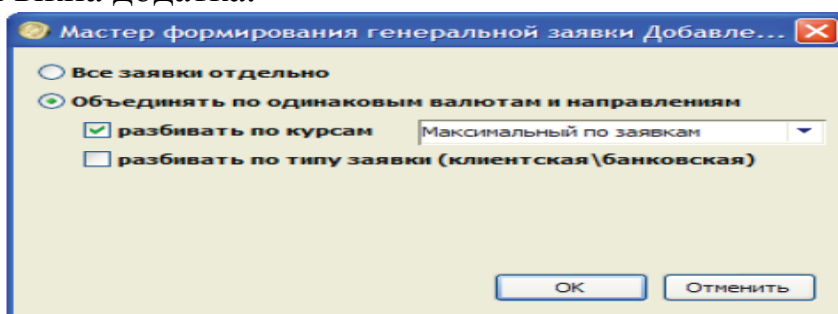 Мастер формирования генеральной заявки Добавле...
Все заявки отдельно
Объединять по одинаковым валютам и направлениям
разбивать по курсам Максимальный по заявкам
разбивать по типу заявки (клиентская\банковская)
OK Отменить